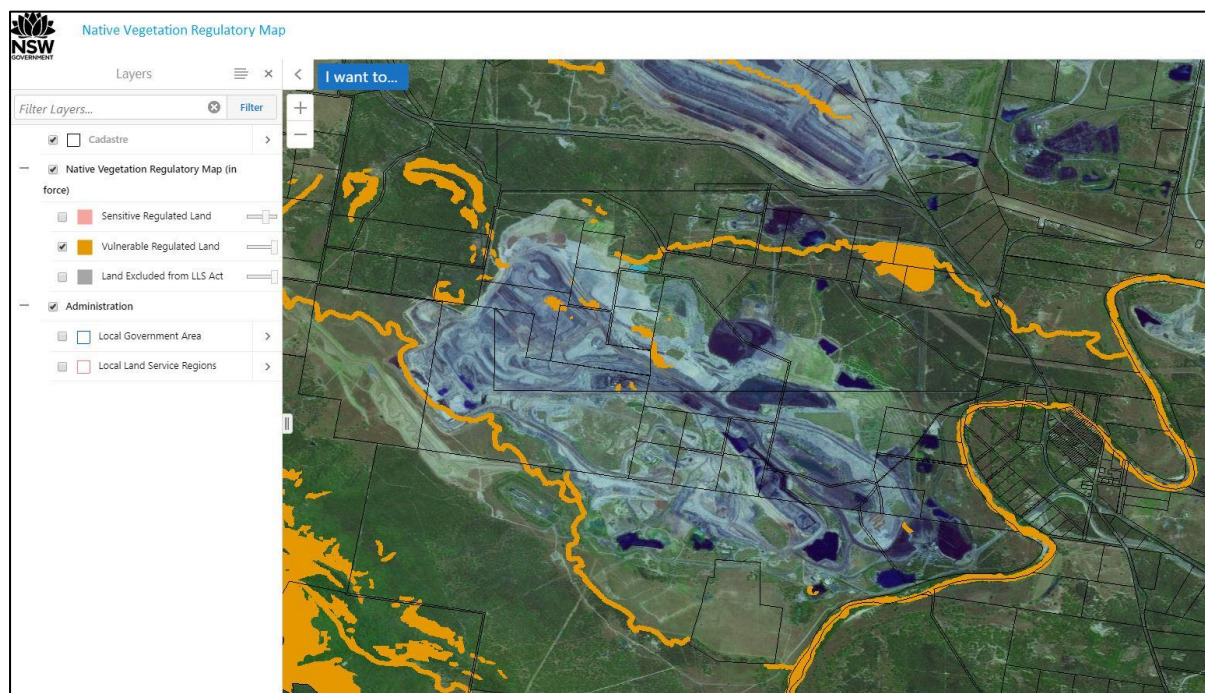 Native Vegetation Regulatory Map
NSW
GOVERNMENT
Layers
I want to...
Filter Layers...
Filter
Cadastre
Native Vegetation Regulatory Map (in
force)
Sensitive Regulated Land
Vulnerable Regulated Land
Land Excluded from LLS Act
Administration
Local Government Area
Local Land Service Regions